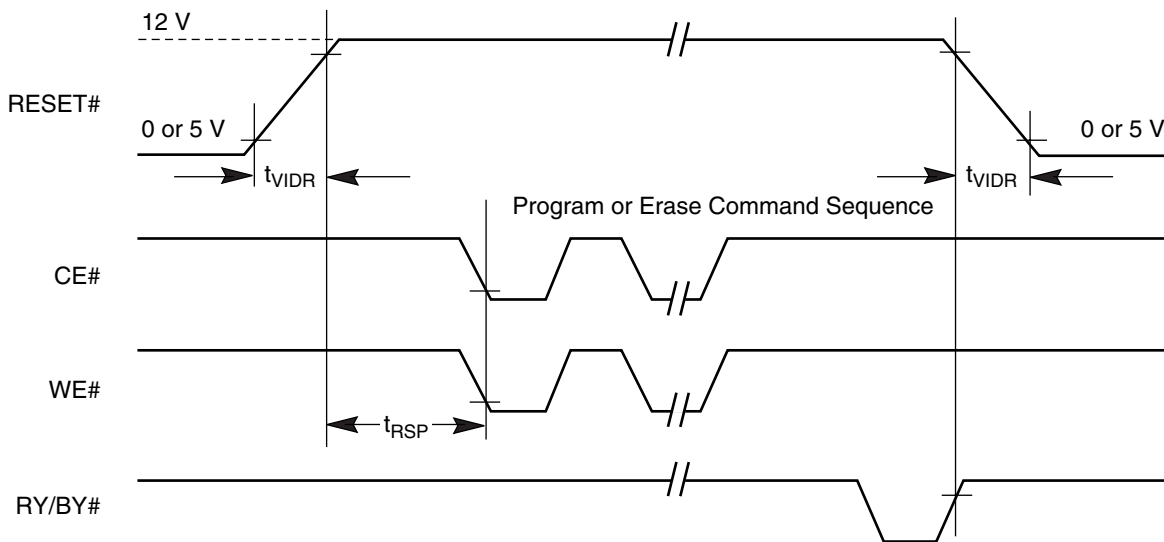 12 V
RESET#
0 or 5 V
0 or 5 V
tVIDR
tVIDR
Program or Erase Command Sequence
CE#
WE#
tRSP
RY/BY#